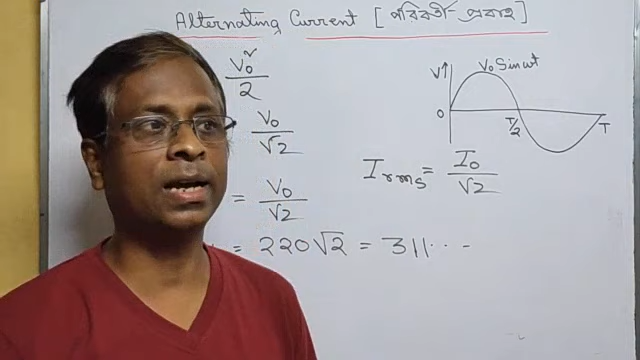 Alternating Current [পরিবর্তী প্রবাহ]
V₀²/2
V₀/√2
= V₀/√2
= 220√2 = 311...
V↑
V₀ Sin ωt
0
T/2
T
I rms = I₀/√2